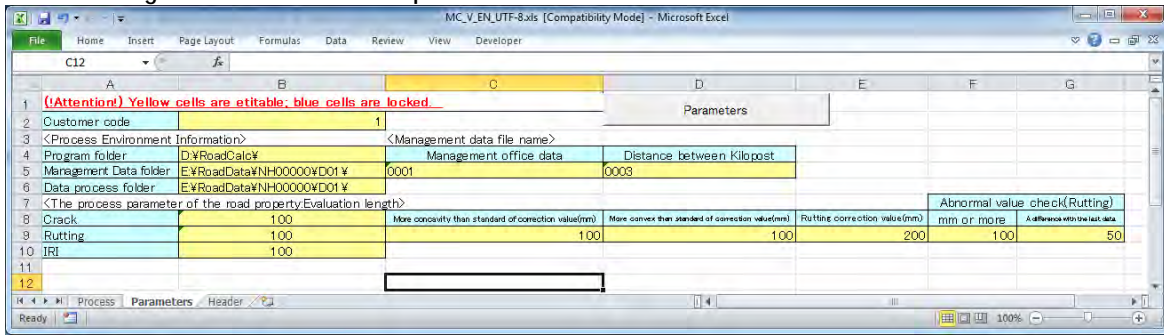 MC_V_EN_UTF-8.xls [Compatibility Mode] - Microsoft Excel
File Home Insert Page Layout Formulas Data Review View Developer
C12 fx
A B C D E F G
1 (!Attention!) Yellow cells are etitable; blue cells are locked.
Parameters
2 Customer code 1
3 <Process Environment Information> <Management data file name>
4 Program folder D:¥RoadCalc¥ Management office data Distance between Kilopost
5 Management Data folder E:¥RoadData¥NH00000¥D01¥ 0001 0003
6 Data process folder E:¥RoadData¥NH00000¥D01¥
7 <The process parameter of the road property:Evaluation length> Abnormal value check(Rutting)
8 Crack 100 More concavity than standard of correction value(mm) More convex than standard of correction value(mm) Rutting correction value(mm) mm or more A difference with the last data
9 Rutting 100 100 100 200 100 50
10 IRI 100
11
12
Process Parameters Header
Ready 100%